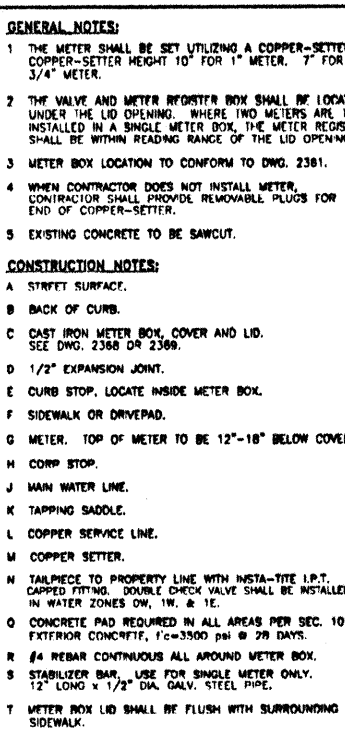 GENERAL NOTES:
1 THE METER SHALL BE SET UTILIZING A COPPER-SETTER
COPPER-SETTER HEIGHT 10" FOR 1" METER. 7" FOR
3/4" METER.
2 THE VALVE AND METER REGISTER BOX SHALL BE LOCA
UNDER THE LID OPENING. WHERE TWO METERS ARE
INSTALLED IN A SINGLE METER BOX, THE METER REGIS
SHALL BE WITHIN READING RANGE OF THE LID OPENIN
3 METER BOX LOCATION TO CONFORM TO DWG. 2361.
4 WHEN CONTRACTOR DOES NOT INSTALL METER,
CONTRACTOR SHALL PROVIDE REMOVABLE PLUGS FOR
END OF COPPER-SETTER.
5 EXISTING CONCRETE TO BE SAWCUT.
CONSTRUCTION NOTES:
A STREET SURFACE.
B BACK OF CURB.
C CAST IRON METER BOX, COVER AND LID.
SEE DWG. 2368 OR 2369.
D 1/2" EXPANSION JOINT.
E CURB STOP, LOCATE INSIDE METER BOX.
F SIDEWALK OR DRIVEPAD.
G METER. TOP OF METER TO BE 12"-18" BELOW COVE
H CORP STOP.
J MAIN WATER LINE.
K TAPPING SADDLE.
L COPPER SERVICE LINE.
M COPPER SETTER.
N TAILPIECE TO PROPERTY LINE WITH INSTA-TITE I.P.T.
CAPPED FITTING. DOUBLE CHECK VALVE SHALL BE INSTALLE
IN WATER ZONES 0W, 1W, & 1E.
Q CONCRETE PAD REQUIRED IN ALL AREAS PER SEC. 10
EXTERIOR CONCRETE, f'c=3500 psi @ 28 DAYS.
R #4 REBAR CONTINUOUS ALL AROUND METER BOX.
S STABILIZER BAR, USE FOR SINGLE METER ONLY.
12" LONG x 1/2" DIA. GALV. STEEL PIPE.
T METER BOX LID SHALL BE FLUSH WITH SURROUNDING
SIDEWALK.